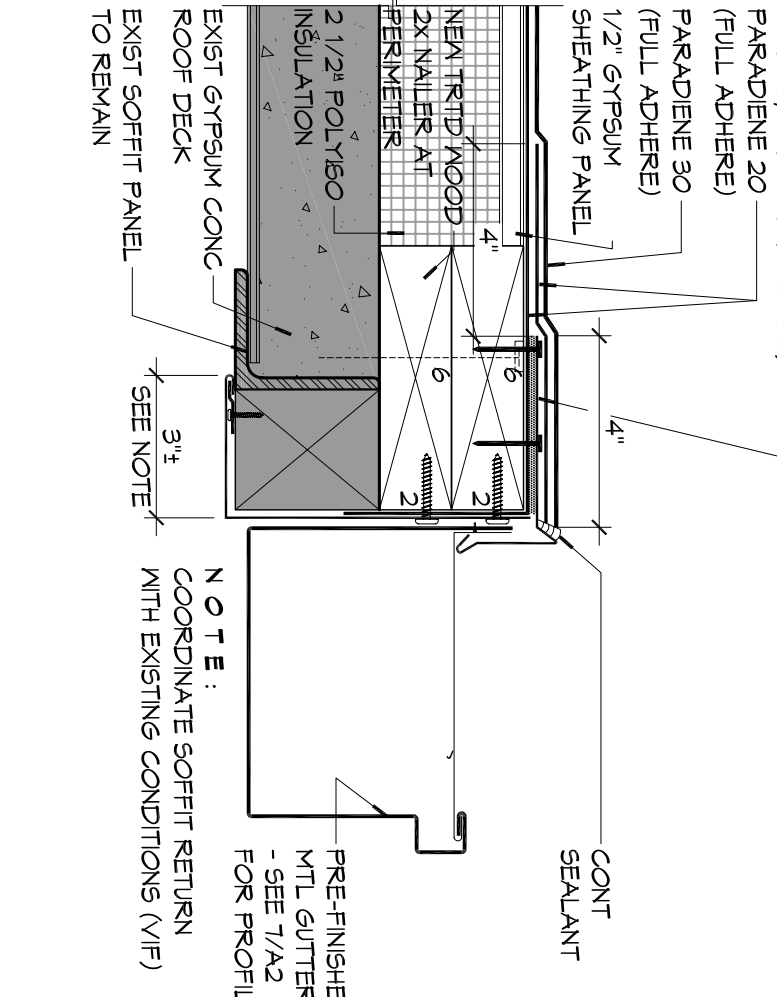 PARADIENE 20
(FULL ADHERE)
PARADIENE 30
(FULL ADHERE)
1/2" GYPSUM
SHEATHING PANEL
NEW TRTD WOOD
2X NAILER AT
PERIMETER
2 1/2" POLYISO
INSULATION
EXIST GYPSUM CONC
ROOF DECK
EXIST SOFFIT PANEL
TO REMAIN
4"
4"
6
6
2
2
3"±
SEE NOTE
CONT
SEALANT
PRE-FINISHE
MTL GUTTER
- SEE 7/A2
FOR PROFIL
NOTE:
COORDINATE SOFFIT RETURN
WITH EXISTING CONDITIONS (VIF)